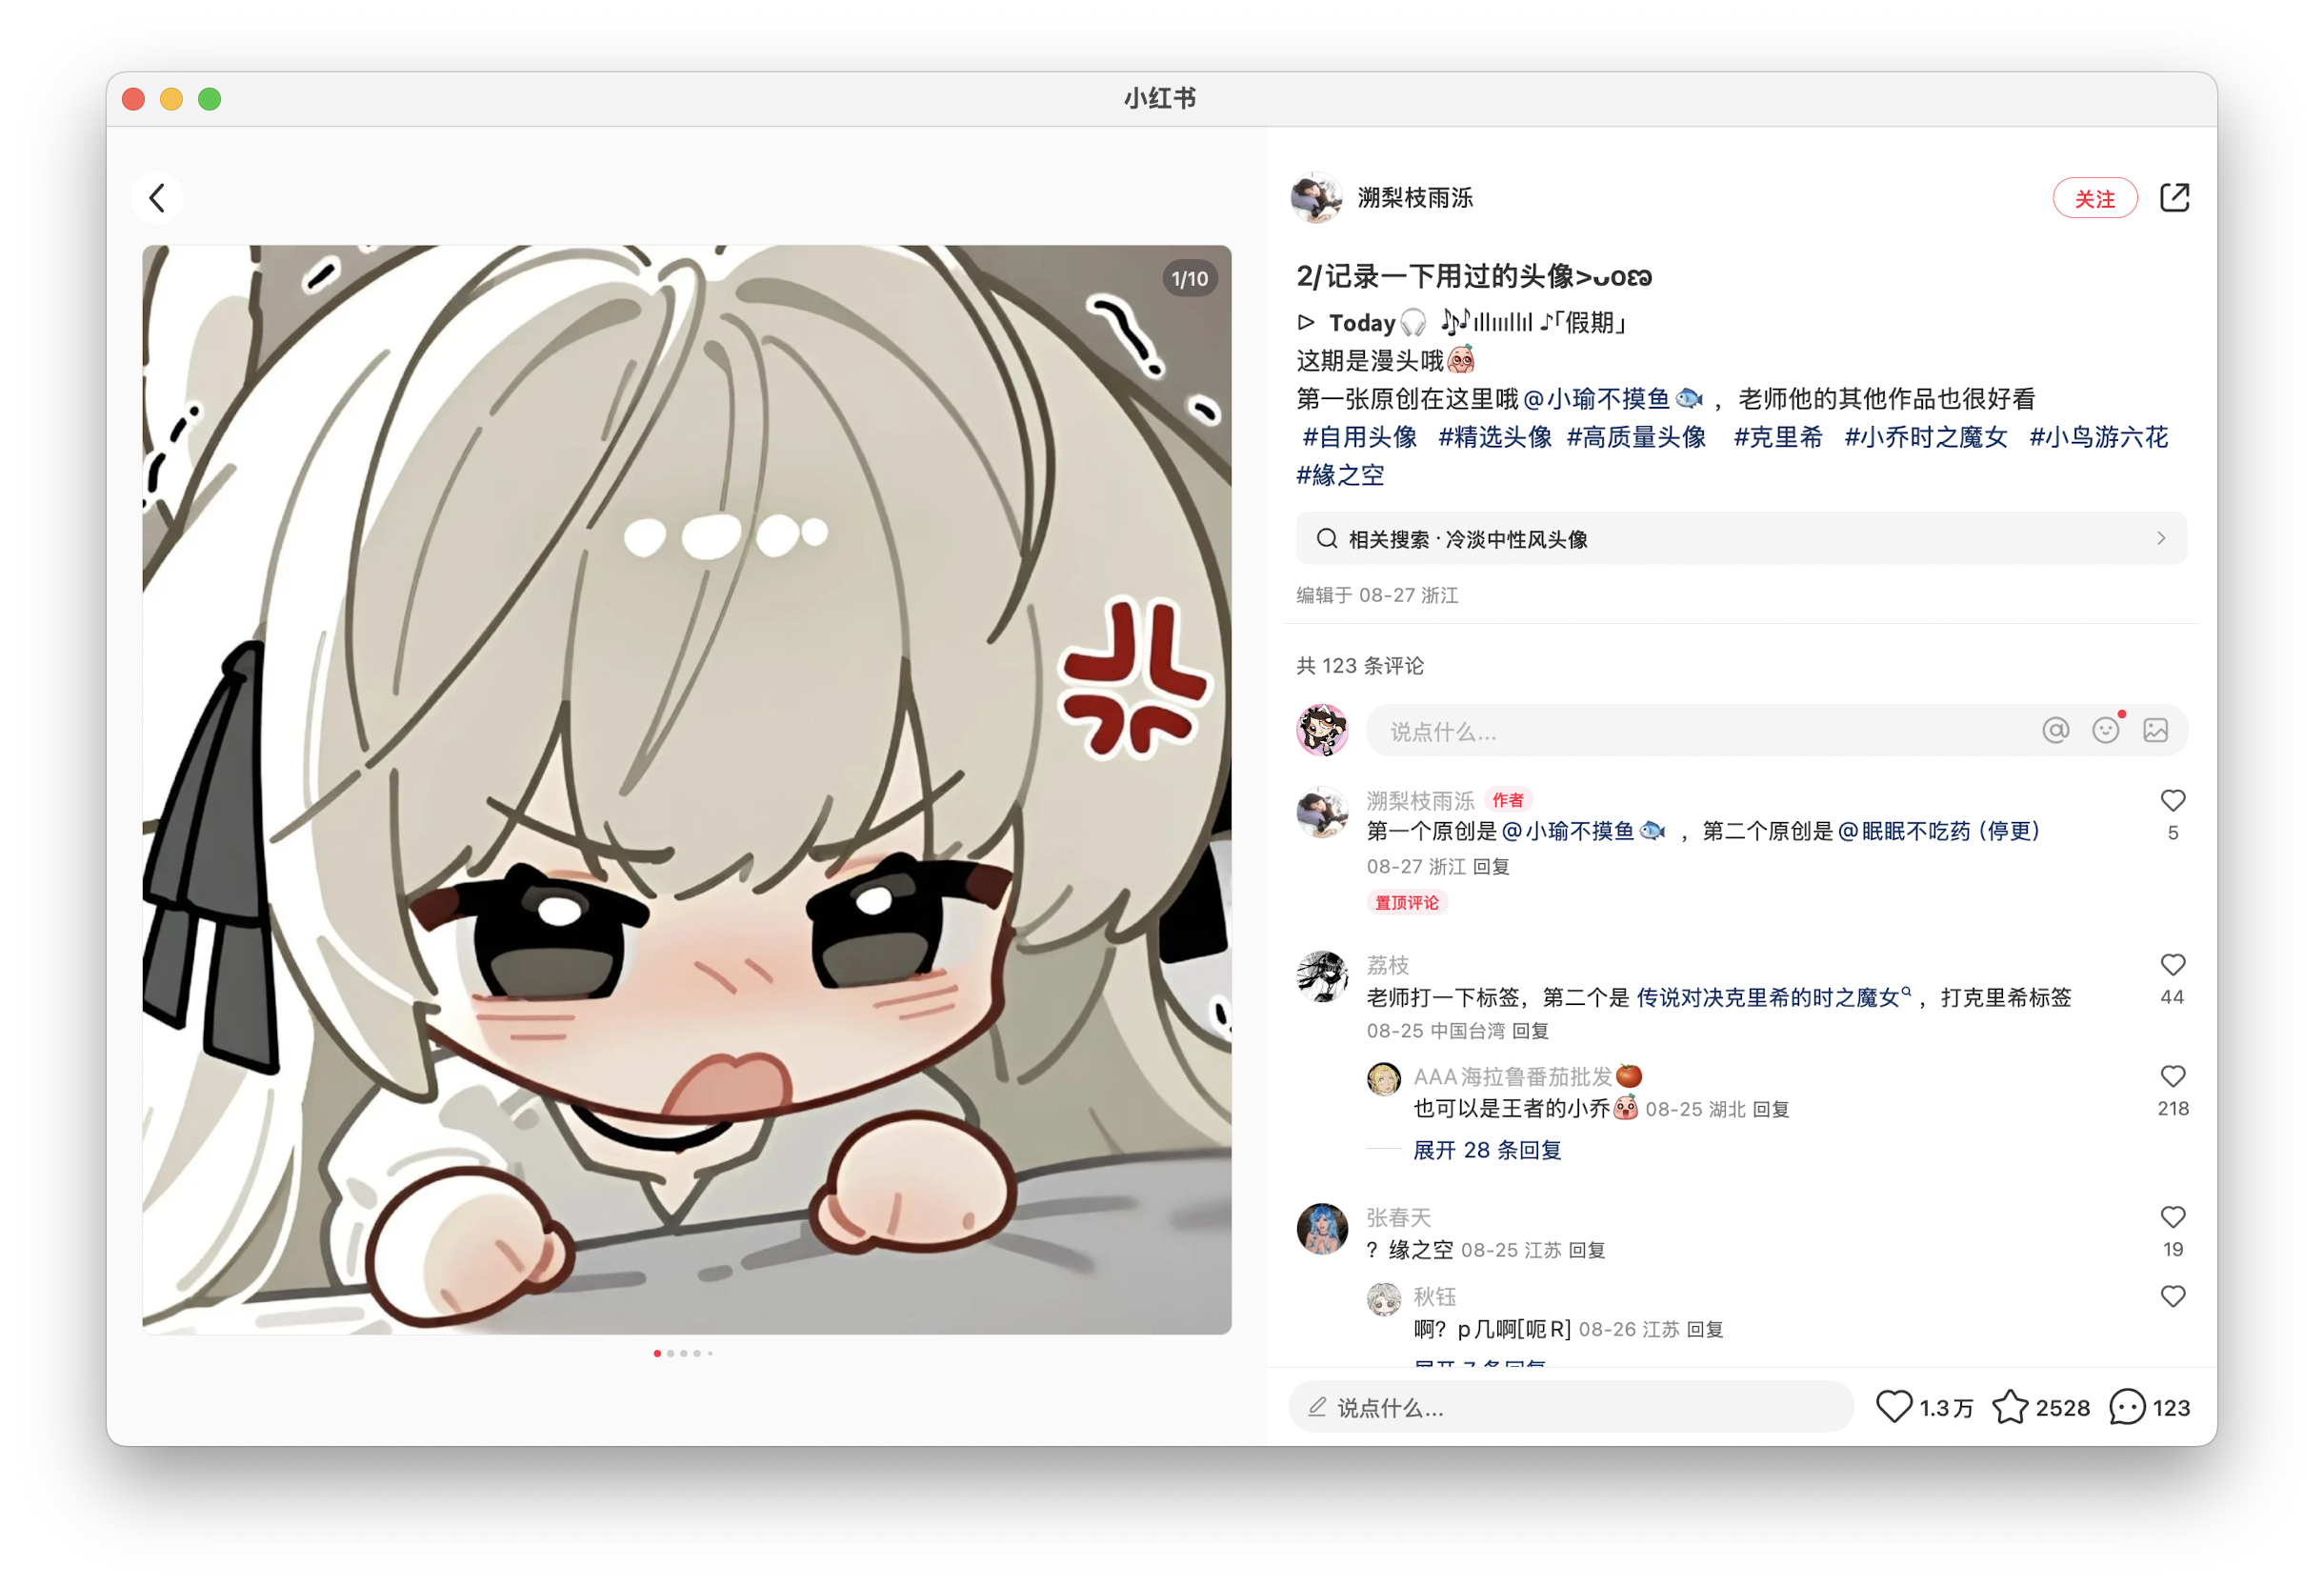 小红书
1/10
溯梨枝雨泺
关注
2/记录一下用过的头像>ᴗoણ
▷ Today🎧 🎶ıllıııllıl ♪「假期」
这期是漫头哦
第一张原创在这里哦@小瑜不摸鱼🐟 ，老师他的其他作品也很好看
#自用头像 #精选头像 #高质量头像 #克里希 #小乔时之魔女 #小鸟游六花
#緣之空
相关搜索 · 冷淡中性风头像
编辑于 08-27 浙江
共 123 条评论
说点什么...
溯梨枝雨泺 作者
第一个原创是@小瑜不摸鱼🐟 ，第二个原创是@眠眠不吃药（停更）
5
08-27 浙江 回复
置顶评论
荔枝
老师打一下标签，第二个是 传说对决克里希的时之魔女 ，打克里希标签
44
08-25 中国台湾 回复
AAA海拉鲁番茄批发🍅
也可以是王者的小乔 08-25 湖北 回复
218
展开 28 条回复
张春天
？缘之空 08-25 江苏 回复
19
秋钰
啊？p几啊[呃R] 08-26 江苏 回复
展开 7 条回复
说点什么...
1.3万 2528 123